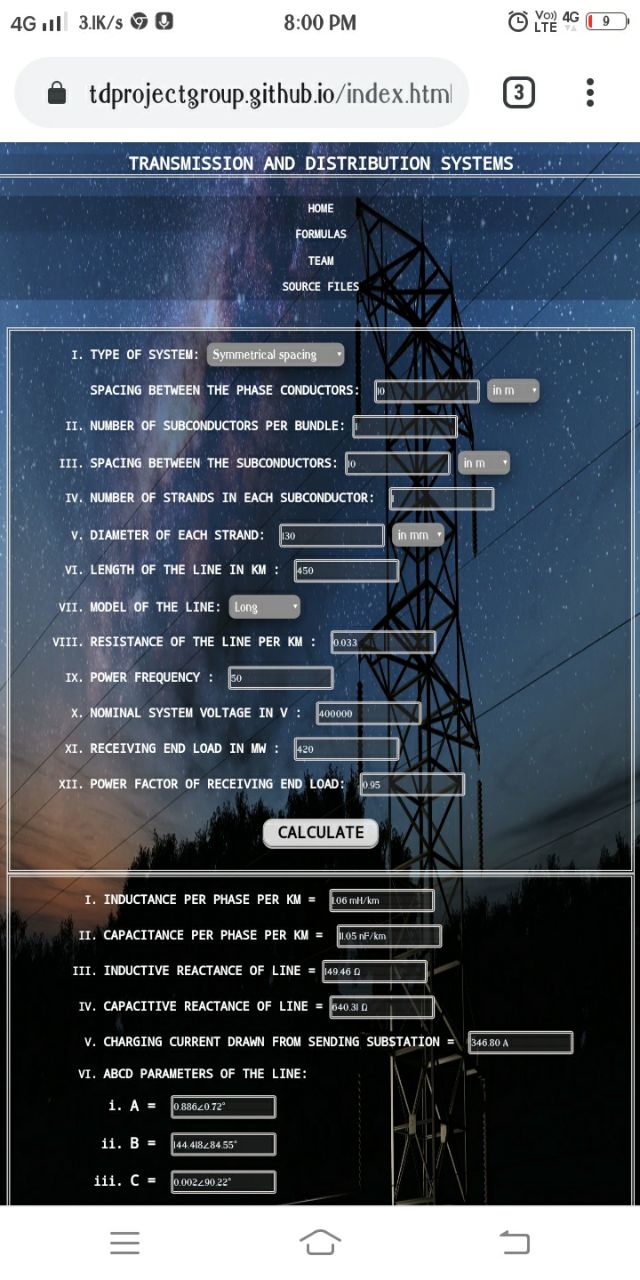 4G 3.1K/s 8:00 PM Vo)) LTE 4G 9
tdprojectgroup.github.io/index.html 3
TRANSMISSION AND DISTRIBUTION SYSTEMS
HOME
FORMULAS
TEAM
SOURCE FILES
I. TYPE OF SYSTEM: Symmetrical spacing
SPACING BETWEEN THE PHASE CONDUCTORS: 10 in m
II. NUMBER OF SUBCONDUCTORS PER BUNDLE: 1
III. SPACING BETWEEN THE SUBCONDUCTORS: 10 in m
IV. NUMBER OF STRANDS IN EACH SUBCONDUCTOR: 1
V. DIAMETER OF EACH STRAND: 130 in mm
VI. LENGTH OF THE LINE IN KM : 450
VII. MODEL OF THE LINE: Long
VIII. RESISTANCE OF THE LINE PER KM : 0.033
IX. POWER FREQUENCY : 50
X. NOMINAL SYSTEM VOLTAGE IN V : 400000
XI. RECEIVING END LOAD IN MW : 420
XII. POWER FACTOR OF RECEIVING END LOAD: 0.95
CALCULATE
I. INDUCTANCE PER PHASE PER KM = 1.06 mH/km
II. CAPACITANCE PER PHASE PER KM = 11.05 nF/km
III. INDUCTIVE REACTANCE OF LINE = 149.46 Ω
IV. CAPACITIVE REACTANCE OF LINE = 640.31 Ω
V. CHARGING CURRENT DRAWN FROM SENDING SUBSTATION = 346.80 A
VI. ABCD PARAMETERS OF THE LINE:
i. A = 0.886∠0.72°
ii. B = 144.418∠84.55°
iii. C = 0.002∠90.22°